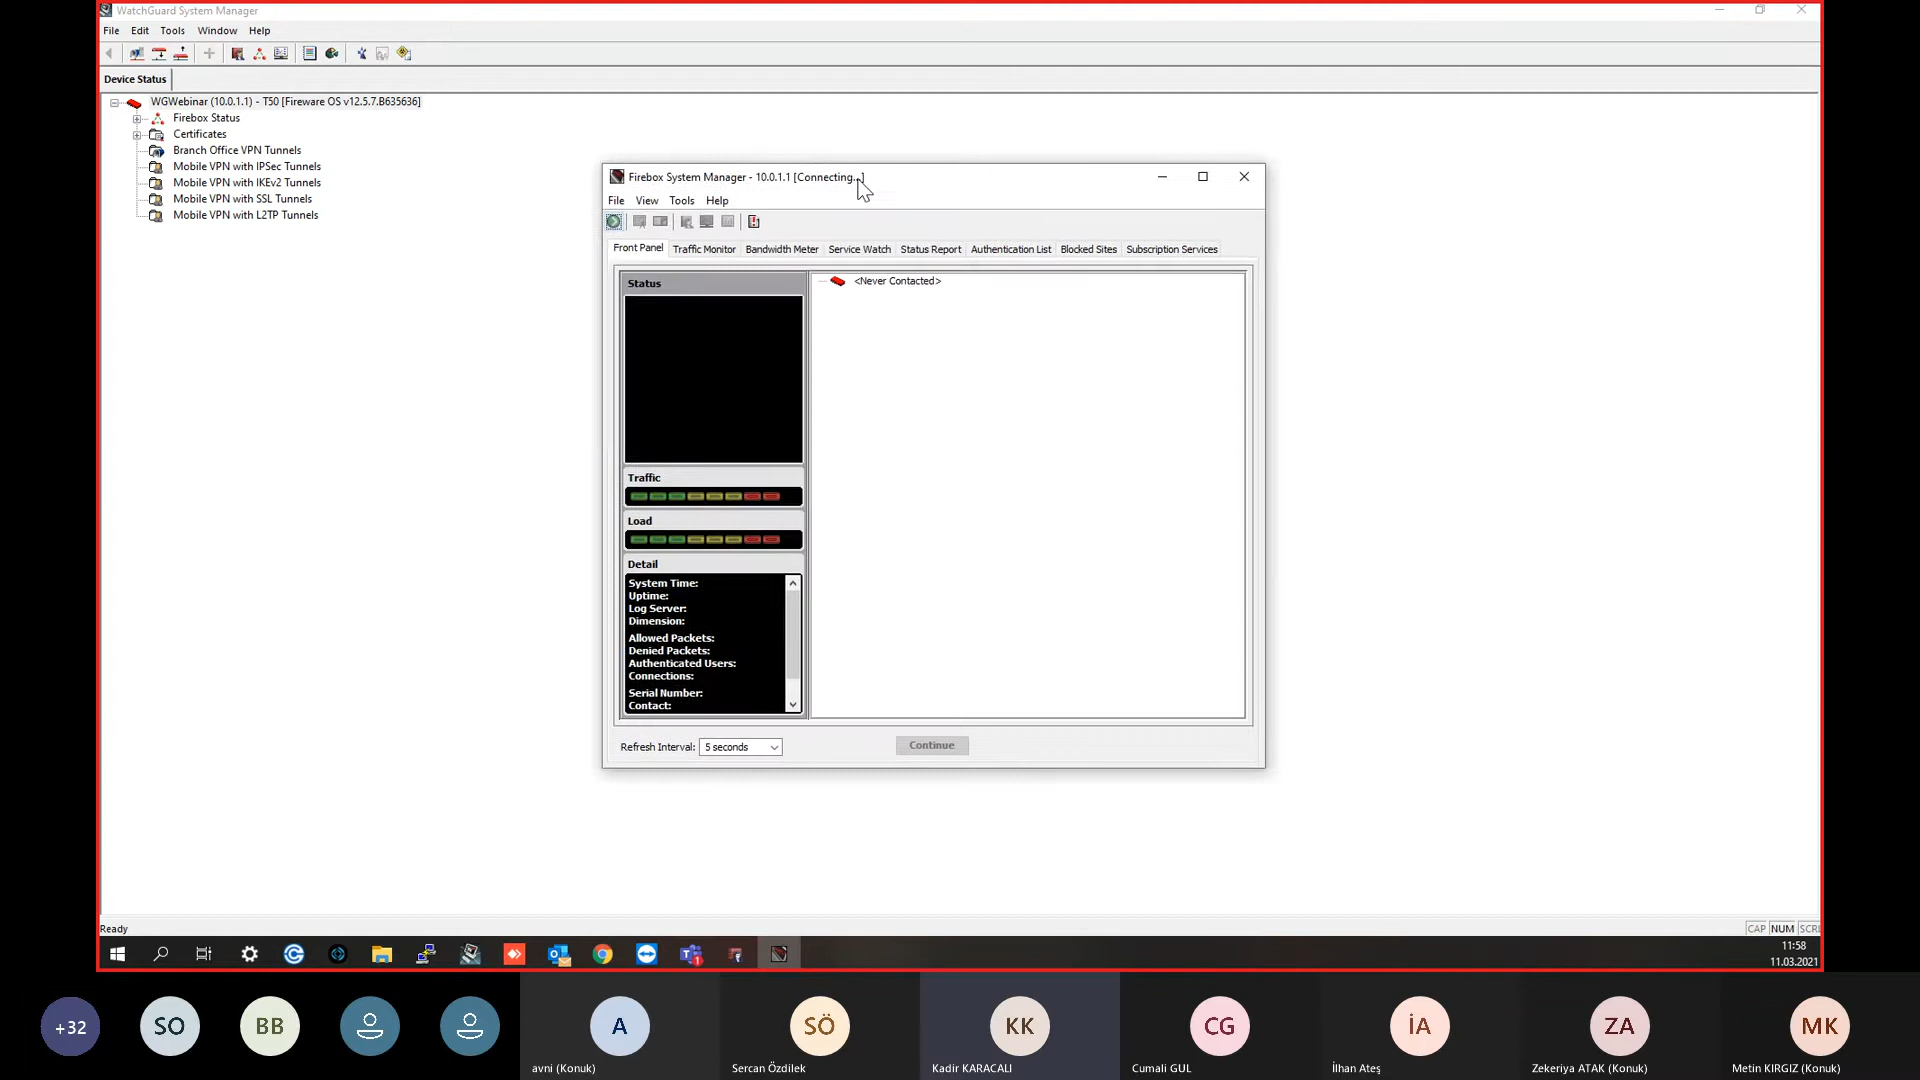 WatchGuard System Manager
File Edit Tools Window Help
Device Status
WGWebinar (10.0.1.1) - T50 [Fireware OS v12.5.7.B635636]
Firebox Status
Certificates
Branch Office VPN Tunnels
Mobile VPN with IPSec Tunnels
Mobile VPN with IKEv2 Tunnels
Mobile VPN with SSL Tunnels
Mobile VPN with L2TP Tunnels
Firebox System Manager - 10.0.1.1 [Connecting...]
File View Tools Help
Front Panel Traffic Monitor Bandwidth Meter Service Watch Status Report Authentication List Blocked Sites Subscription Services
Status
<Never Contacted>
Traffic
Load
Detail
System Time:
Uptime:
Log Server:
Dimension:
Allowed Packets:
Denied Packets:
Authenticated Users:
Connections:
Serial Number:
Contact:
Refresh Interval: 5 seconds
Continue
Ready
CAP NUM SCRL
11:58
11.03.2021
+32 SO BB A SÖ KK CG İA ZA MK
avni (Konuk) Sercan Özdilek Kadir KARACALI Cumali GUL İlhan Ateş Zekeriya ATAK (Konuk) Metin KIRGIZ (Konuk)